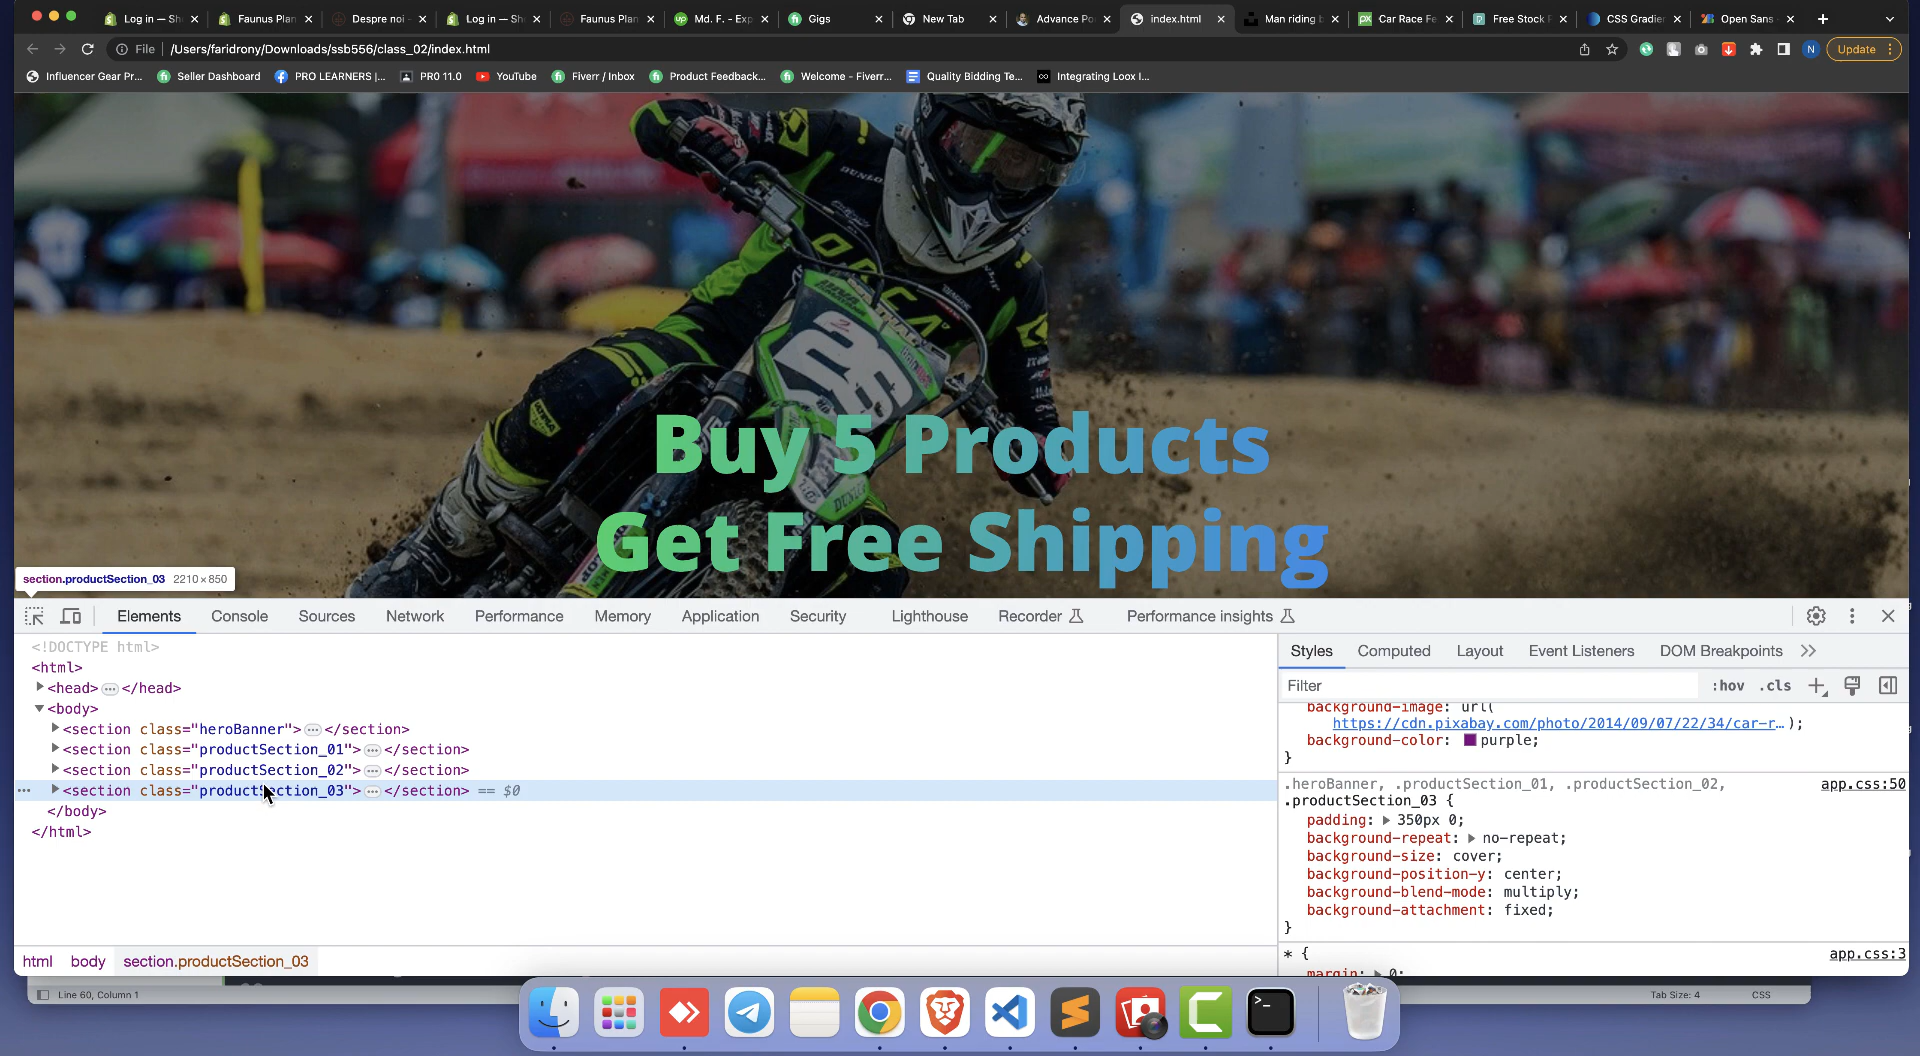 Log in — Sh
Faunus Plan
Despre noi -
Log in — Sh
Faunus Plan
Md. F. - Exp
Gigs
New Tab
Advance Po
index.html
Man riding b
Car Race Fe
Free Stock P
CSS Gradien
Open Sans -
File | /Users/faridrony/Downloads/ssb556/class_02/index.html
N
Update
Influencer Gear Pr...
Seller Dashboard
PRO LEARNERS |...
PRO 11.0
YouTube
Fiverr / Inbox
Product Feedback...
Welcome - Fiverr...
Quality Bidding Te...
Integrating Loox I...
Buy 5 Products
Get Free Shipping
section.productSection_03 2210×850
Elements
Console
Sources
Network
Performance
Memory
Application
Security
Lighthouse
Recorder
Performance insights
<!DOCTYPE html>
<html>
<head>…</head>
<body>
<section class="heroBanner">…</section>
<section class="productSection_01">…</section>
<section class="productSection_02">…</section>
<section class="productSection_03">…</section> == $0
</body>
</html>
html body section.productSection_03
Styles
Computed
Layout
Event Listeners
DOM Breakpoints
Filter
:hov .cls
background-image: url(
https://cdn.pixabay.com/photo/2014/09/07/22/34/car-r… );
background-color: purple;
}
.heroBanner, .productSection_01, .productSection_02,
app.css:50
.productSection_03 {
padding: 350px 0;
background-repeat: no-repeat;
background-size: cover;
background-position-y: center;
background-blend-mode: multiply;
background-attachment: fixed;
}
* {
app.css:3
margin: 0;
Line 60, Column 1
Tab Size: 4
CSS